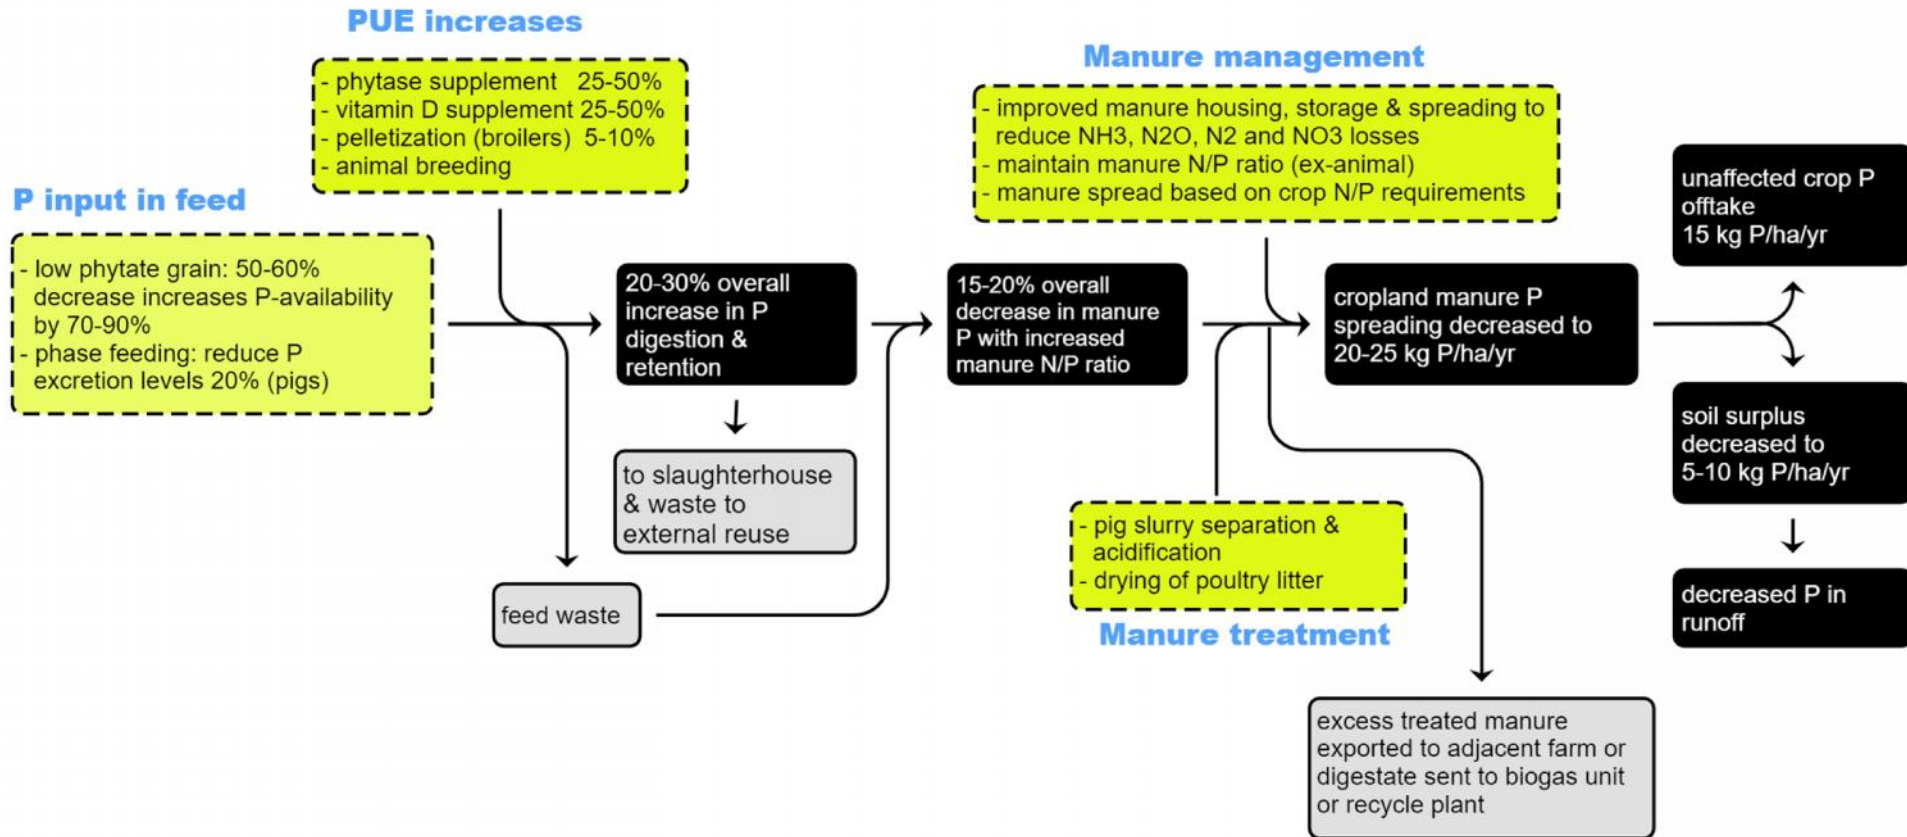 PUE increases
- phytase supplement 25-50%
- vitamin D supplement 25-50%
- pelletization (broilers) 5-10%
- animal breeding
P input in feed
- low phytate grain: 50-60%
decrease increases P-availability
by 70-90%
- phase feeding: reduce P
excretion levels 20% (pigs)
20-30% overall
increase in P
digestion &
retention
to slaughterhouse
& waste to
external reuse
feed waste
15-20% overall
decrease in manure
P with increased
manure N/P ratio
Manure management
- improved manure housing, storage & spreading to
reduce NH3, N2O, N2 and NO3 losses
- maintain manure N/P ratio (ex-animal)
- manure spread based on crop N/P requirements
- pig slurry separation &
acidification
- drying of poultry litter
Manure treatment
cropland manure P
spreading decreased to
20-25 kg P/ha/yr
excess treated manure
exported to adjacent farm or
digestate sent to biogas unit
or recycle plant
unaffected crop P
offtake
15 kg P/ha/yr
soil surplus
decreased to
5-10 kg P/ha/yr
decreased P in
runoff